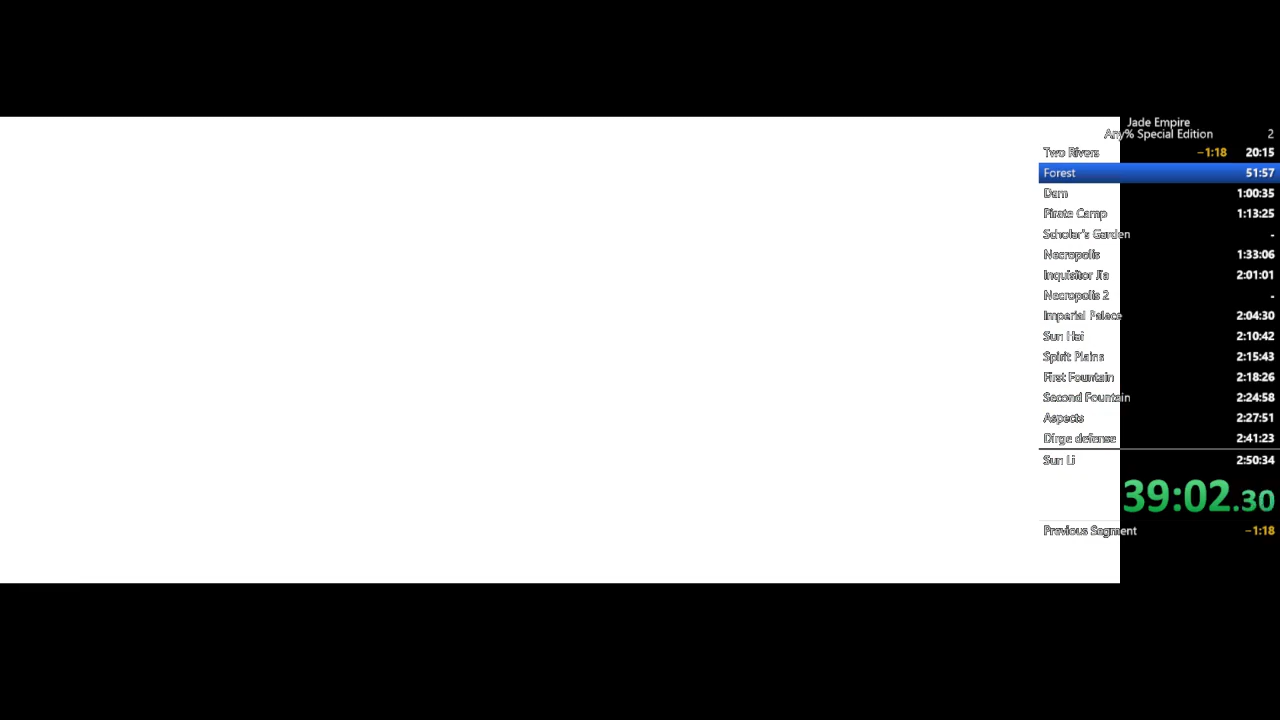 Jade Empire
Any% Special Edition 2
Two Rivers −1:18 20:15
Forest 51:57
Dam 1:00:35
Pirate Camp 1:13:25
Scholar's Garden -
Necropolis 1:33:06
Inquisitor Jia 2:01:01
Necropolis 2 -
Imperial Palace 2:04:30
Sun Hai 2:10:42
Spirit Plains 2:15:43
First Fountain 2:18:26
Second Fountain 2:24:58
Aspects 2:27:51
Dirge defense 2:41:23
Sun Li 2:50:34
39:02.30
Previous Segment −1:18